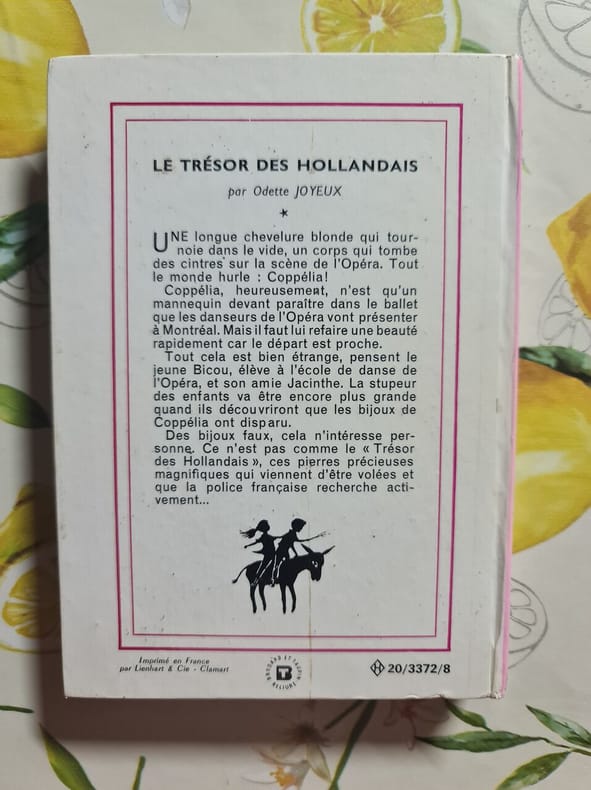 LE TRÉSOR DES HOLLANDAIS
par Odette JOYEUX
UNE longue chevelure blonde qui tour-
noie dans le vide, un corps qui tombe
des cintres sur la scène de l'Opéra. Tout
le monde hurle : Coppélia!
Coppélia, heureusement, n'est qu'un
mannequin devant paraître dans le ballet
que les danseurs de l'Opéra vont présenter
à Montréal. Mais il faut lui refaire une beauté
rapidement car le départ est proche.
Tout cela est bien étrange, pensent le
jeune Bicou, élève à l'école de danse de
l'Opéra, et son amie Jacinthe. La stupeur
des enfants va être encore plus grande
quand ils découvriront que les bijoux de
Coppélia ont disparu.
Des bijoux faux, cela n'intéresse per-
sonne. Ce n'est pas comme le « Trésor
des Hollandais », ces pierres précieuses
magnifiques qui viennent d'être volées et
que la police française recherche acti-
vement...
Imprimé en France
par Lienhart & Cie - Clamart
BRODARD ET TAUPIN
RELIURE
H 20/3372/8